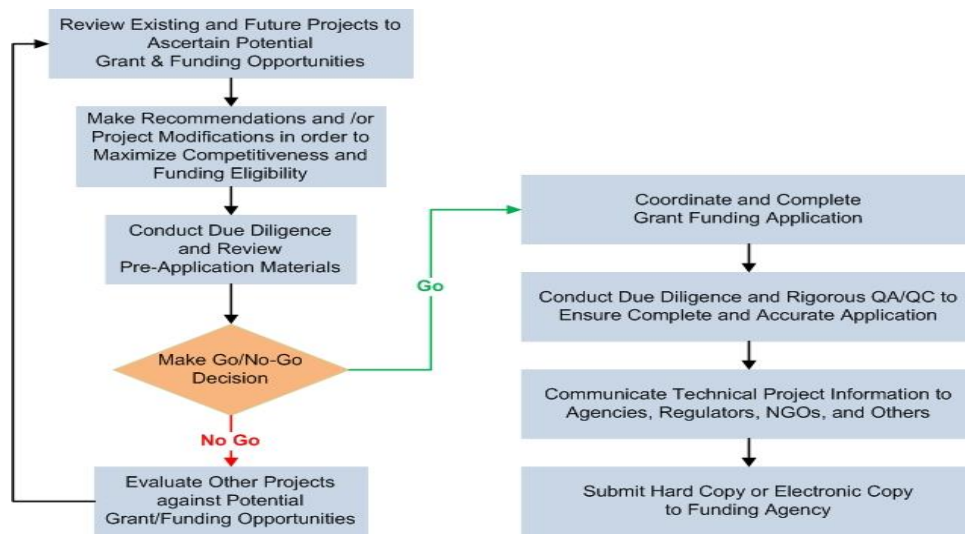 Review Existing and Future Projects to
Ascertain Potential
Grant & Funding Opportunities
Make Recommendations and /or
Project Modifications in order to
Maximize Competitiveness and
Funding Eligibility
Conduct Due Diligence
and Review
Pre-Application Materials
Make Go/No-Go
Decision
No Go
Evaluate Other Projects
against Potential
Grant/Funding Opportunities
Go
Coordinate and Complete
Grant Funding Application
Conduct Due Diligence and Rigorous QA/QC to
Ensure Complete and Accurate Application
Communicate Technical Project Information to
Agencies, Regulators, NGOs, and Others
Submit Hard Copy or Electronic Copy
to Funding Agency